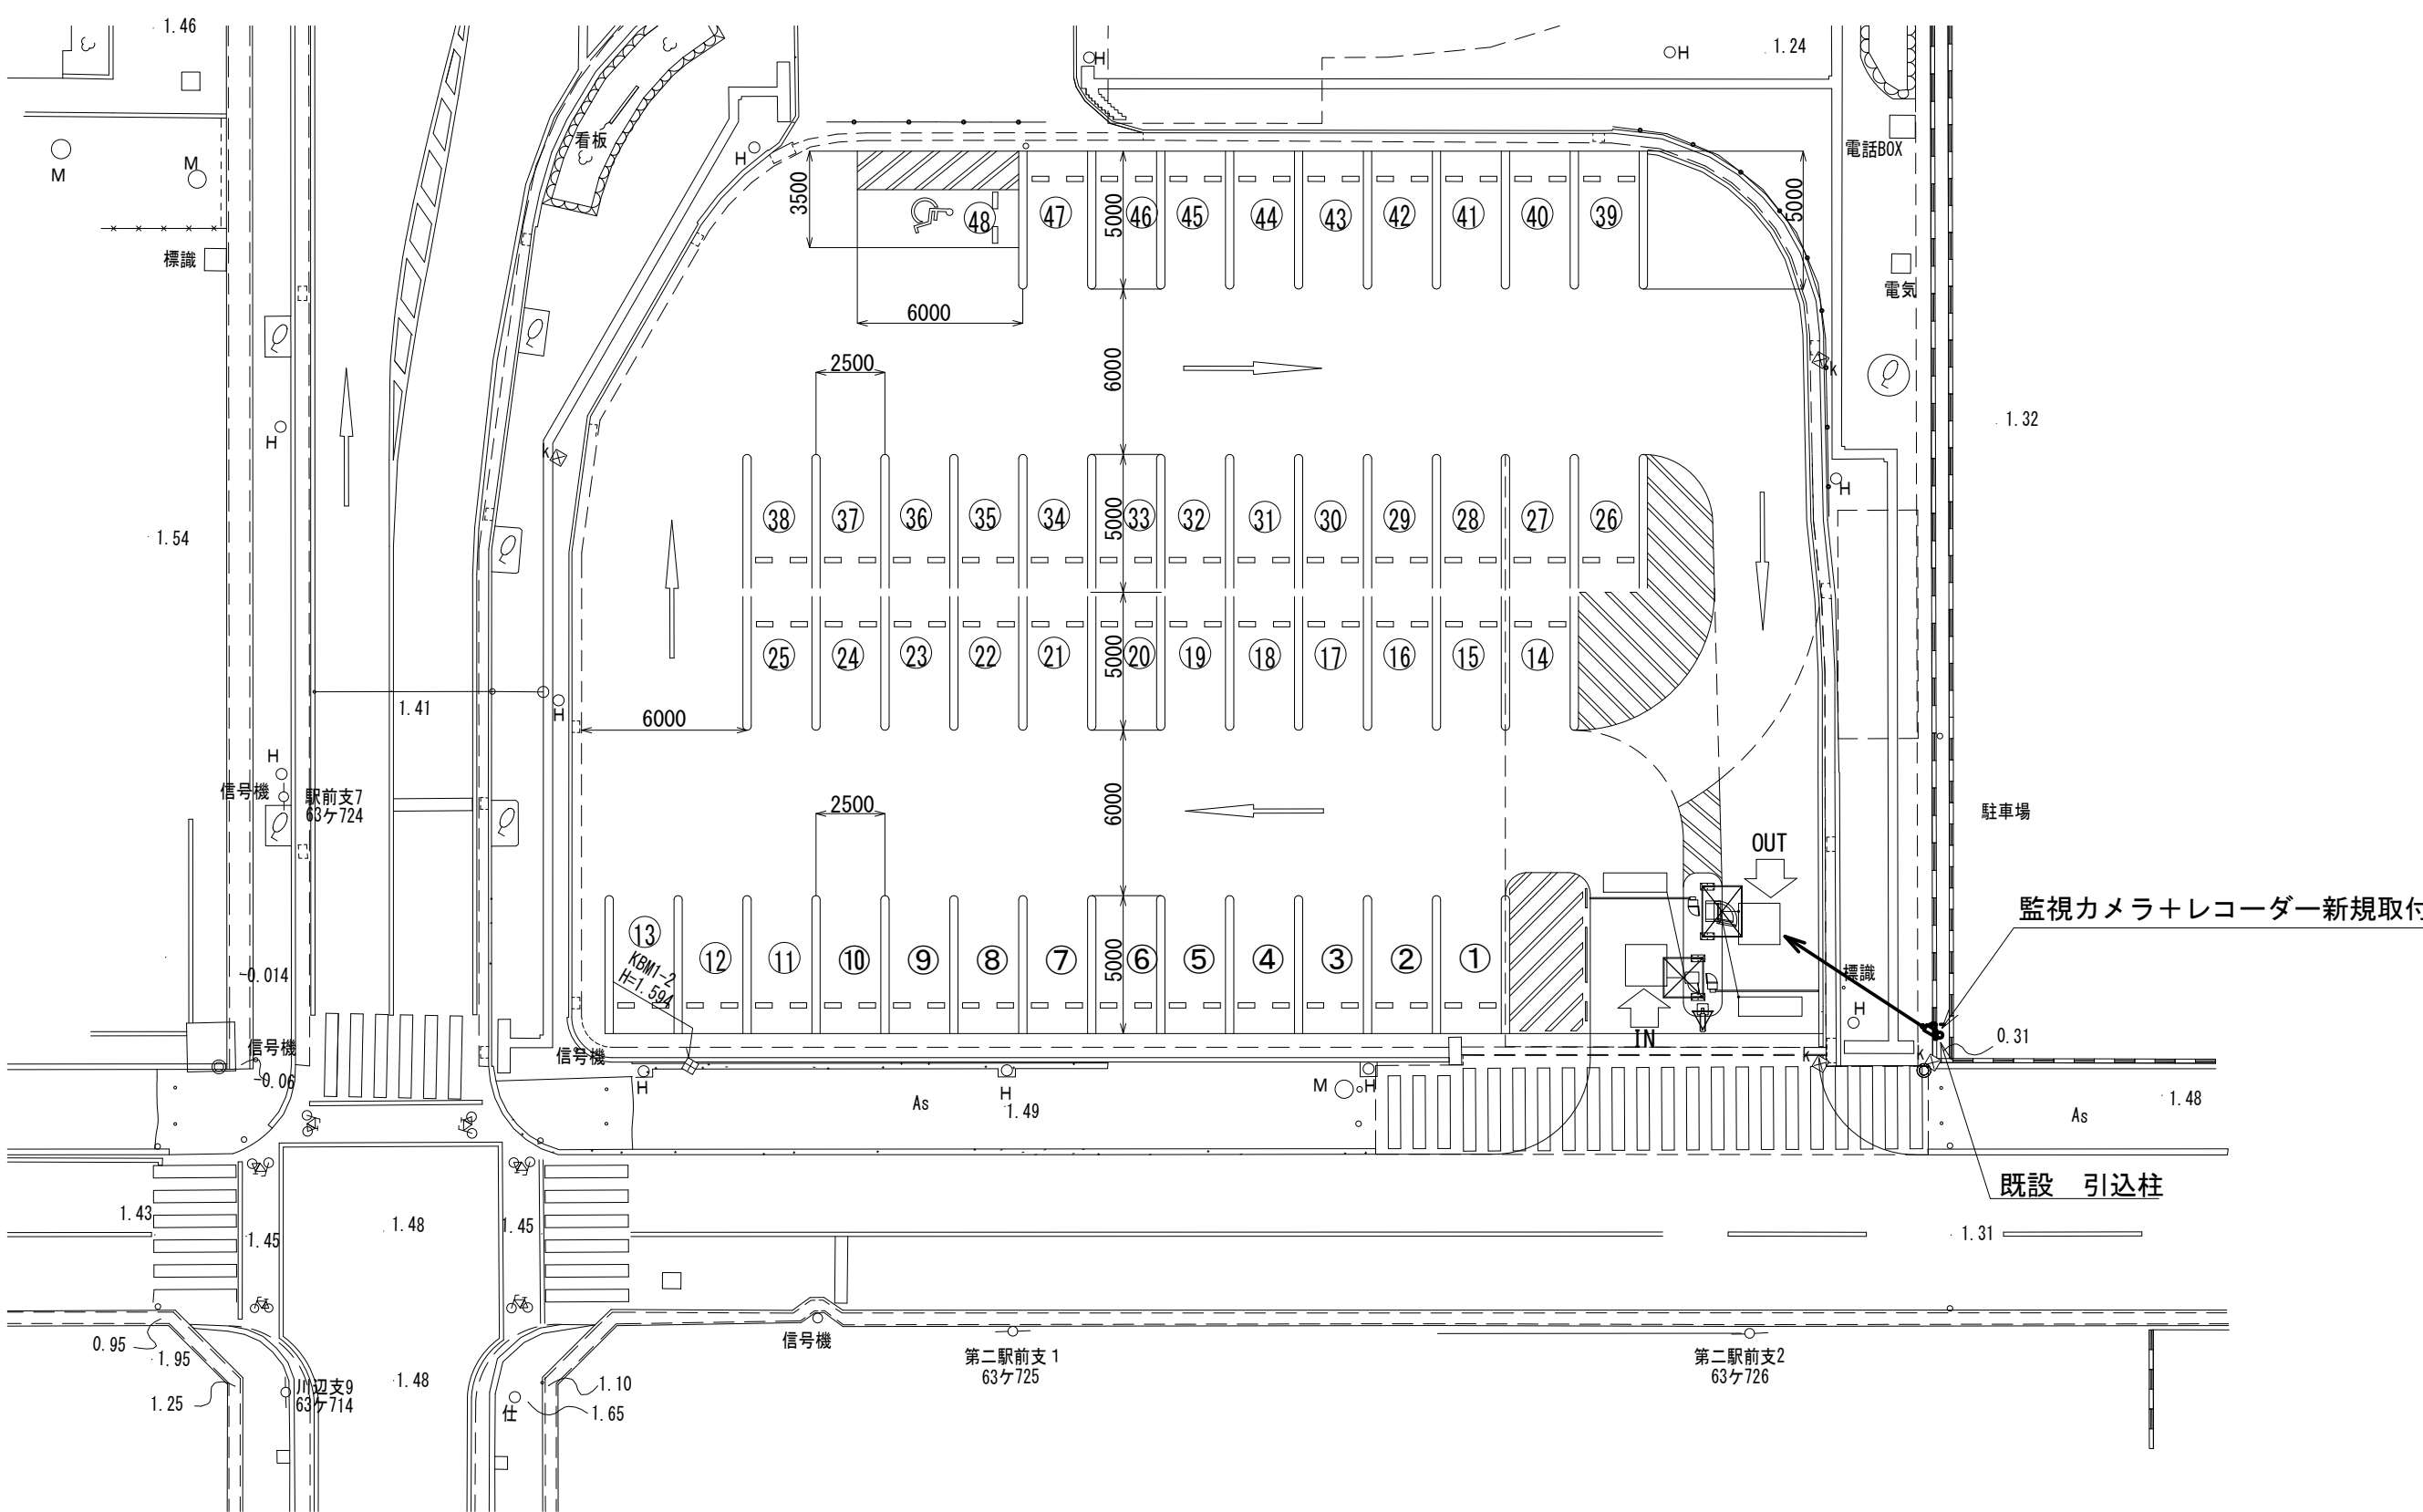 1.46
H
H
1.24
看板
電話BOX
M
M
H
3500
48
47
5000
46
45
44
43
42
41
40
39
5000
標識
電気
6000
2500
6000
k
1.32
H
k
H
1.54
38
37
36
35
34
5000
33
32
31
30
29
28
27
26
25
24
23
22
21
5000
20
19
18
17
16
15
14
1.41
H
6000
H
信号機
駅前支7
63ケ724
2500
6000
駐車場
OUT
監視カメラ+レコーダー新規取付
13
12
11
⑩
⑨
⑧
⑦
5000
⑥
⑤
④
③
②
①
KBM1-2
H=1.594
-0.014
標識
H
IN
0.31
信号機
信号機
k
k
-0.06
H
H
M
H
As
1.49
1.48
As
既設 引込柱
1.43
1.45
1.48
1.45
1.31
0.95
1.95
信号機
第二駅前支1
63ケ725
第二駅前支2
63ケ726
1.25
川辺支9
63ケ714
1.48
仕
1.10
1.65